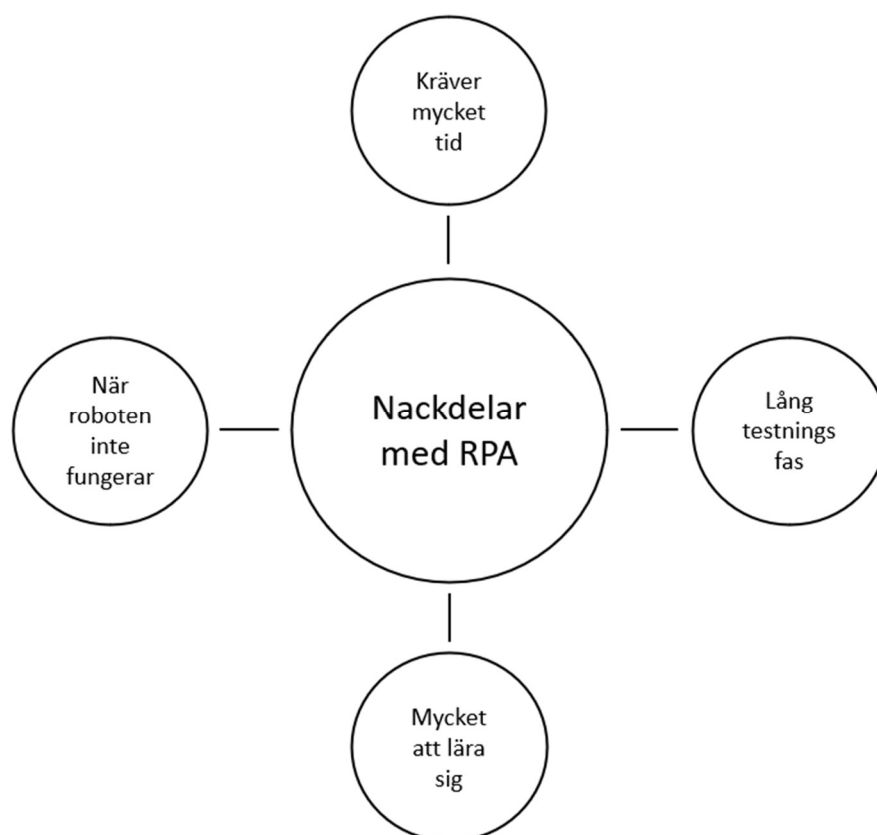 Kräver
mycket
tid
När
roboten
inte
fungerar
Nackdelar
med RPA
Lång
testnings
fas
Mycket
att lära
sig